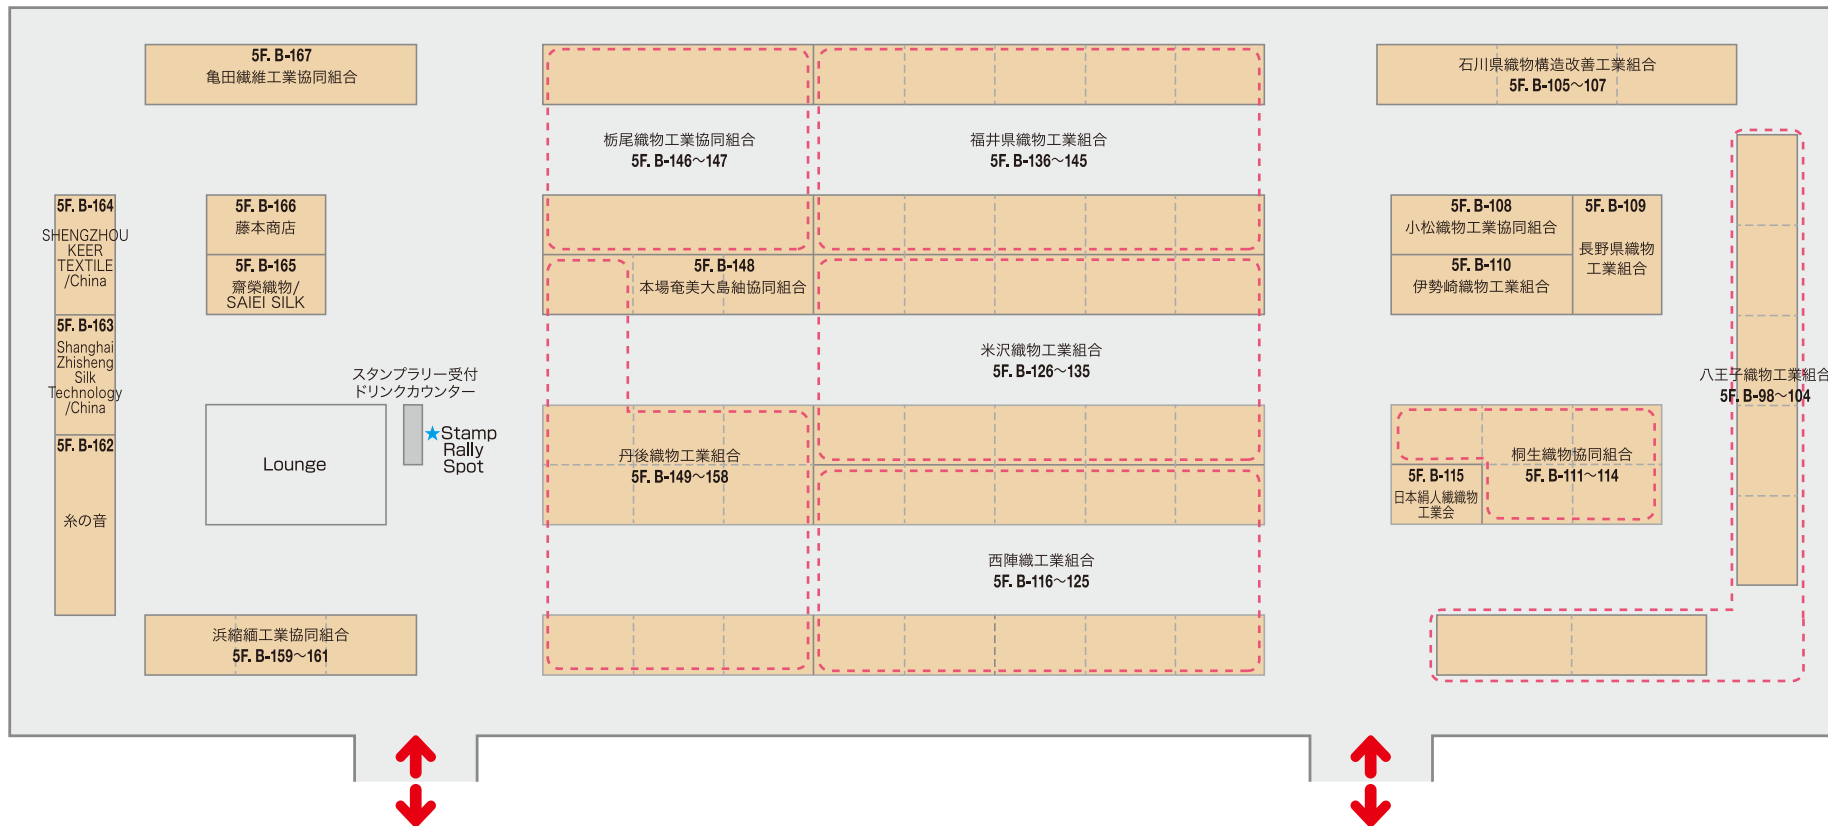 5F. B-167
亀田繊維工業協同組合
石川県織物構造改善工業組合
5F. B-105〜107
栃尾織物工業協同組合
5F. B-146〜147
福井県織物工業組合
5F. B-136〜145
5F. B-164
SHENGZHOU
KEER
TEXTILE
/China
5F. B-166
藤本商店
5F. B-165
齋榮織物/
SAIEI SILK
5F. B-148
本場奄美大島紬協同組合
5F. B-108
小松織物工業協同組合
5F. B-109
長野県織物
工業組合
5F. B-110
伊勢崎織物工業組合
5F. B-163
Shanghai
Zhisheng
Silk
Technology
/China
米沢織物工業組合
5F. B-126〜135
八王子織物工業組合
5F. B-98〜104
スタンプラリー受付
ドリンクカウンター
★Stamp
Rally
Spot
Lounge
5F. B-162
糸の音
丹後織物工業組合
5F. B-149〜158
桐生織物協同組合
5F. B-111〜114
5F. B-115
日本絹人繊織物
工業会
西陣織工業組合
5F. B-116〜125
浜縮緬工業協同組合
5F. B-159〜161